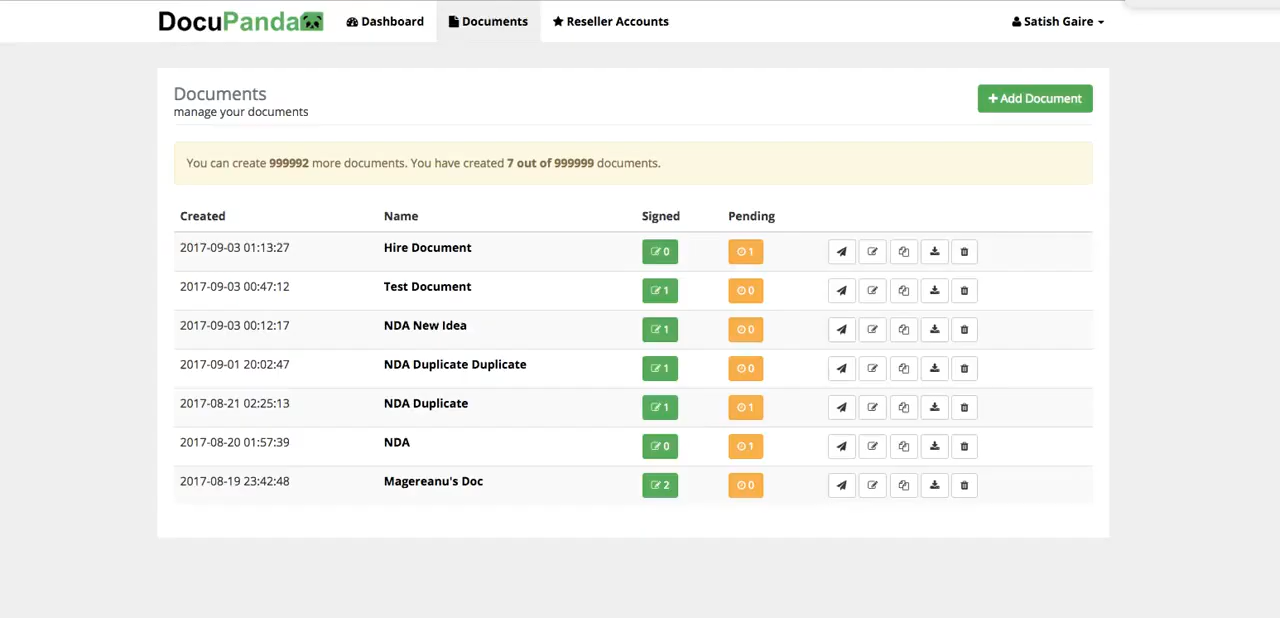 DocuPanda Dashboard Documents Reseller Accounts Satish Gaire
Documents
manage your documents
Add Document
You can create 999992 more documents. You have created 7 out of 999999 documents.
Created Name Signed Pending
2017-09-03 01:13:27 Hire Document 0 1
2017-09-03 00:47:12 Test Document 1 0
2017-09-03 00:12:17 NDA New Idea 1 0
2017-09-01 20:02:47 NDA Duplicate Duplicate 1 0
2017-08-21 02:25:13 NDA Duplicate 1 1
2017-08-20 01:57:39 NDA 0 1
2017-08-19 23:42:48 Magereanu's Doc 2 0